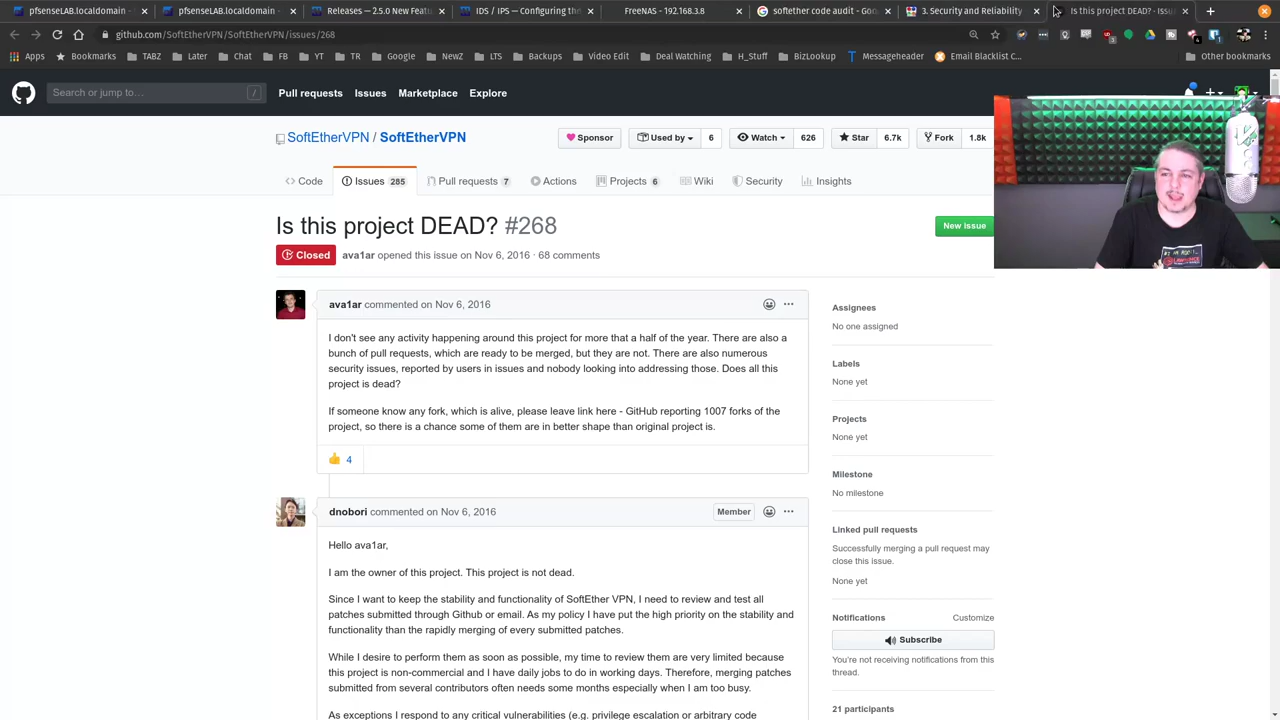 pfsenseLAN.localdomain
pfsenseLAN.localdomain
Releases — 2.5.0 New Featu
IDS / IPS — Configuring the
FreeNAS - 192.168.3.8
softether code audit - Goo
3. Security and Reliability
Is this project DEAD? · Issu
github.com/SoftEtherVPN/SoftEtherVPN/issues/268
Apps
Bookmarks
TABZ
Later
Chat
FB
YT
TR
Google
NewZ
LTS
Backups
Video Edit
Deal Watching
H_Stuff
BizLookup
Messageheader
Email Blacklist C...
Other bookmarks
Search or jump to…
/
Pull requests
Issues
Marketplace
Explore
SoftEtherVPN / SoftEtherVPN
Sponsor
Used by
6
Watch
626
Star
6.7k
Fork
1.8k
Code
Issues 285
Pull requests 7
Actions
Projects 6
Wiki
Security
Insights
Is this project DEAD? #268
New issue
Closed
ava1ar opened this issue on Nov 6, 2016 · 68 comments
ava1ar commented on Nov 6, 2016
I don't see any activity happening around this project for more that a half of the year. There are also a
bunch of pull requests, which are ready to be merged, but they are not. There are also numerous
security issues, reported by users in issues and nobody looking into addressing those. Does all this
project is dead?
If someone know any fork, which is alive, please leave link here - GitHub reporting 1007 forks of the
project, so there is a chance some of them are in better shape than original project is.
4
dnobori commented on Nov 6, 2016
Member
Hello ava1ar,
I am the owner of this project. This project is not dead.
Since I want to keep the stability and functionality of SoftEther VPN, I need to review and test all
patches submitted through Github or email. As my policy I have put the high priority on the stability and
functionality than the rapidly merging of every submitted patches.
While I desire to perform them as soon as possible, my time to review them are very limited because
this project is non-commercial and I have daily jobs to do in working days. Therefore, merging patches
submitted from several contributors often needs some months especially when I am too busy.
As exceptions I respond to any critical vulnerabilities (e.g. privilege escalation or arbitrary code
Assignees
No one assigned
Labels
None yet
Projects
None yet
Milestone
No milestone
Linked pull requests
Successfully merging a pull request may
close this issue.
None yet
Notifications
Customize
Subscribe
You're not receiving notifications from this
thread.
21 participants